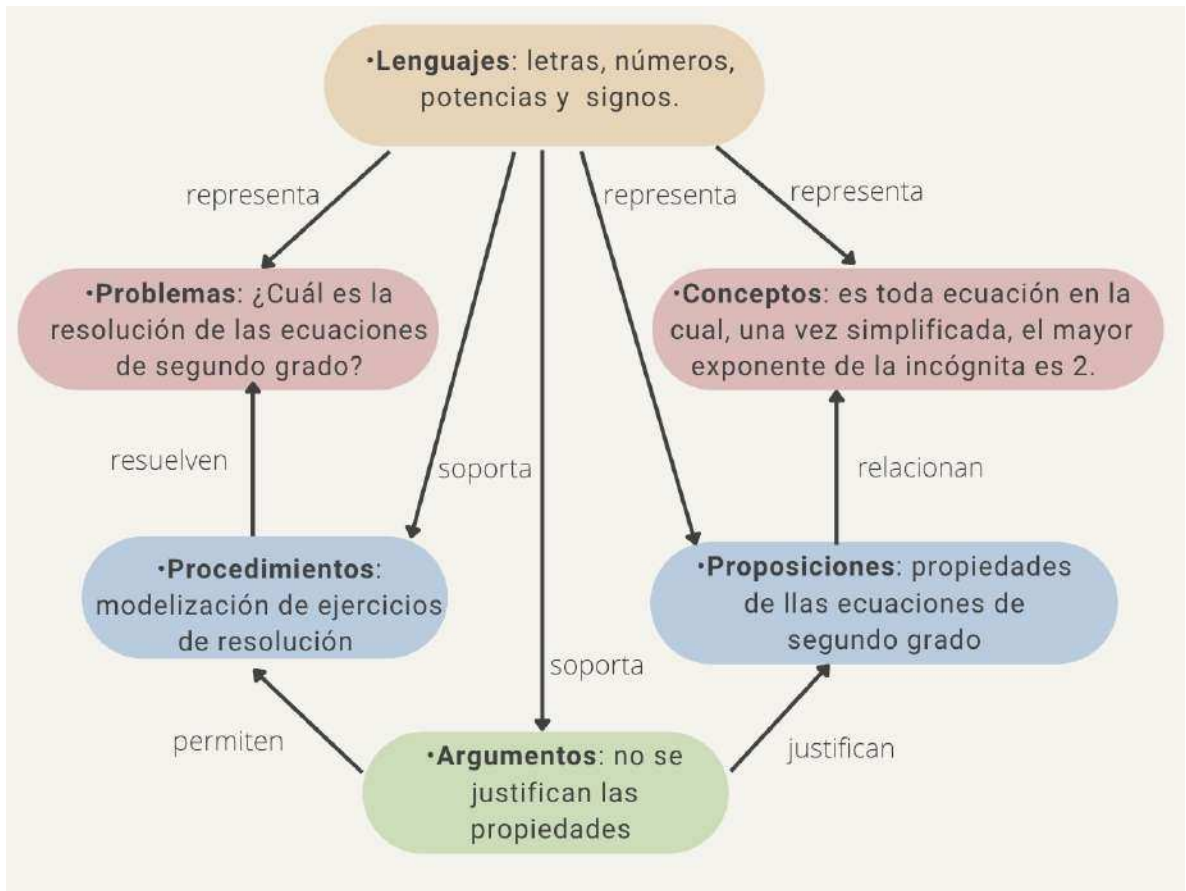 ·Lenguajes: letras, números,
potencias y signos.
representa
representa
representa
·Problemas: ¿Cuál es la
resolución de las ecuaciones
de segundo grado?
·Conceptos: es toda ecuación en la
cual, una vez simplificada, el mayor
exponente de la incógnita es 2.
resuelven
soporta
relacionan
·Procedimientos:
modelización de ejercicios
de resolución
·Proposiciones: propiedades
de llas ecuaciones de
segundo grado
soporta
permiten
justifican
·Argumentos: no se
justifican las
propiedades